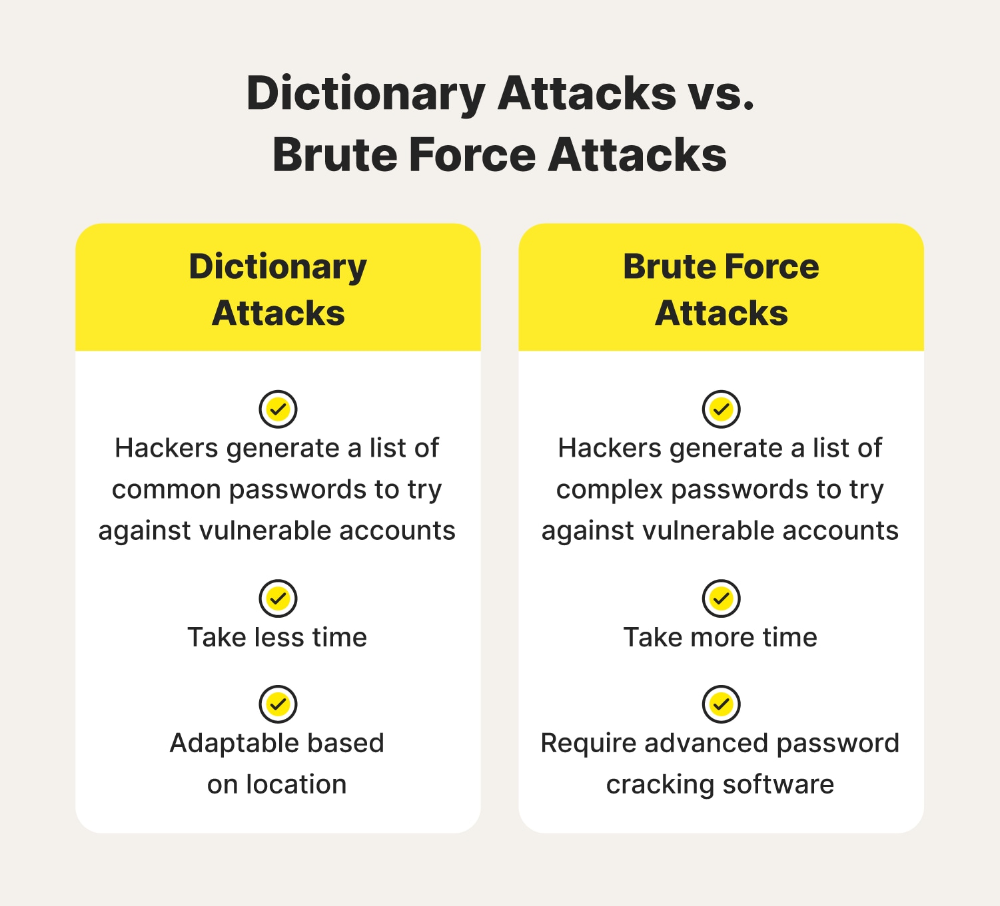 Dictionary Attacks vs.
Brute Force Attacks
Dictionary
Attacks
Hackers generate a list of
common passwords to try
against vulnerable accounts
Take less time
Adaptable based
on location
Brute Force
Attacks
Hackers generate a list of
complex passwords to try
against vulnerable accounts
Take more time
Require advanced password
cracking software